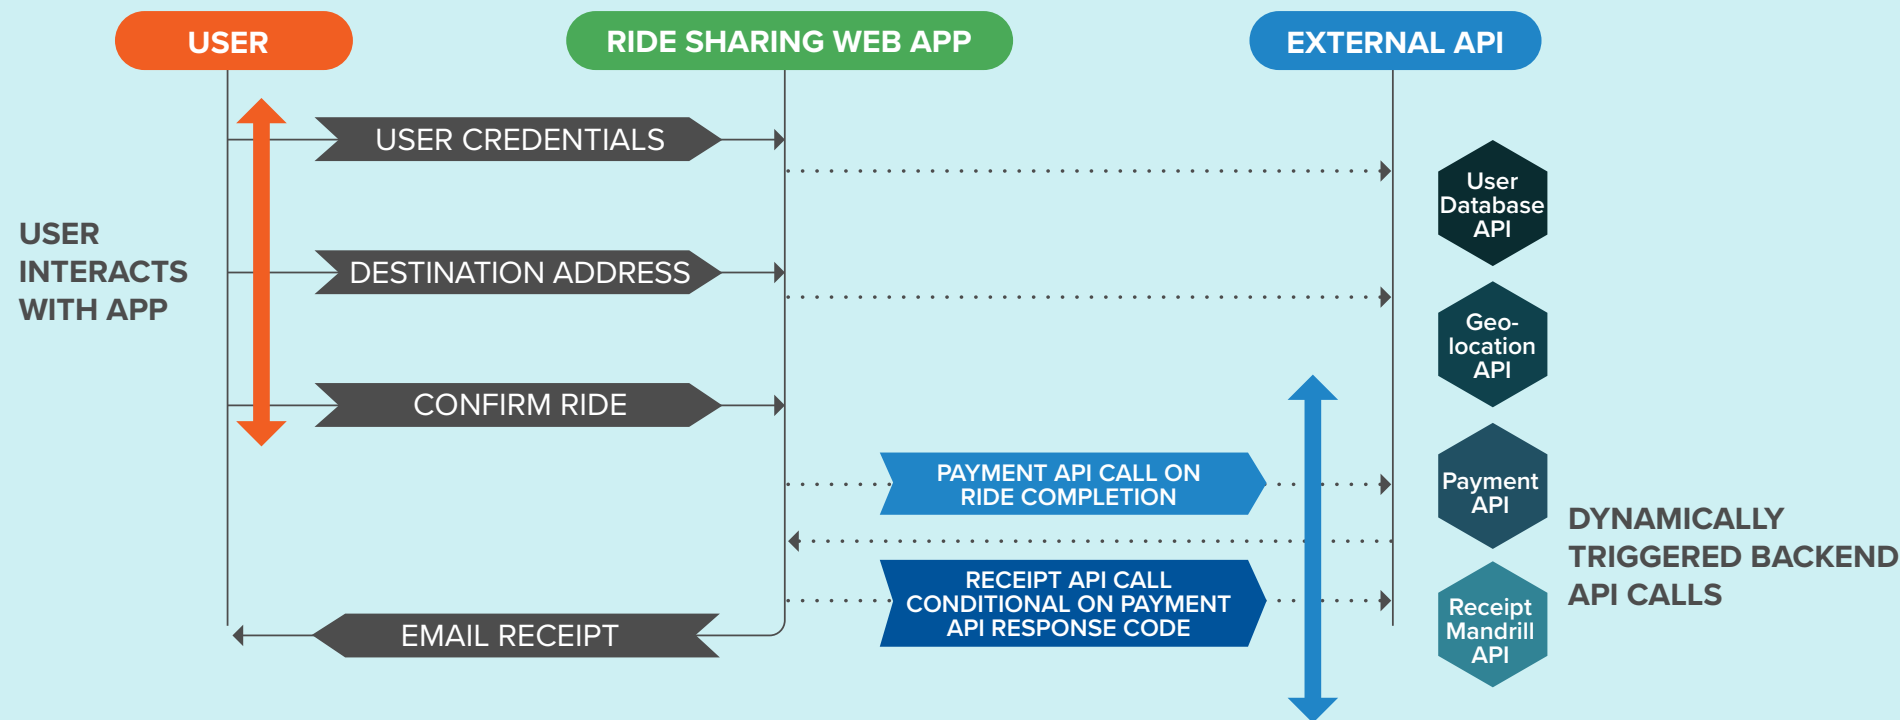 USER
RIDE SHARING WEB APP
EXTERNAL API
USER CREDENTIALS
User
Database
API
USER
INTERACTS
WITH APP
DESTINATION ADDRESS
Geo-
location
API
CONFIRM RIDE
PAYMENT API CALL ON
RIDE COMPLETION
Payment
API
DYNAMICALLY
TRIGGERED BACKEND
API CALLS
RECEIPT API CALL
CONDITIONAL ON PAYMENT
API RESPONSE CODE
Receipt
Mandrill
API
EMAIL RECEIPT